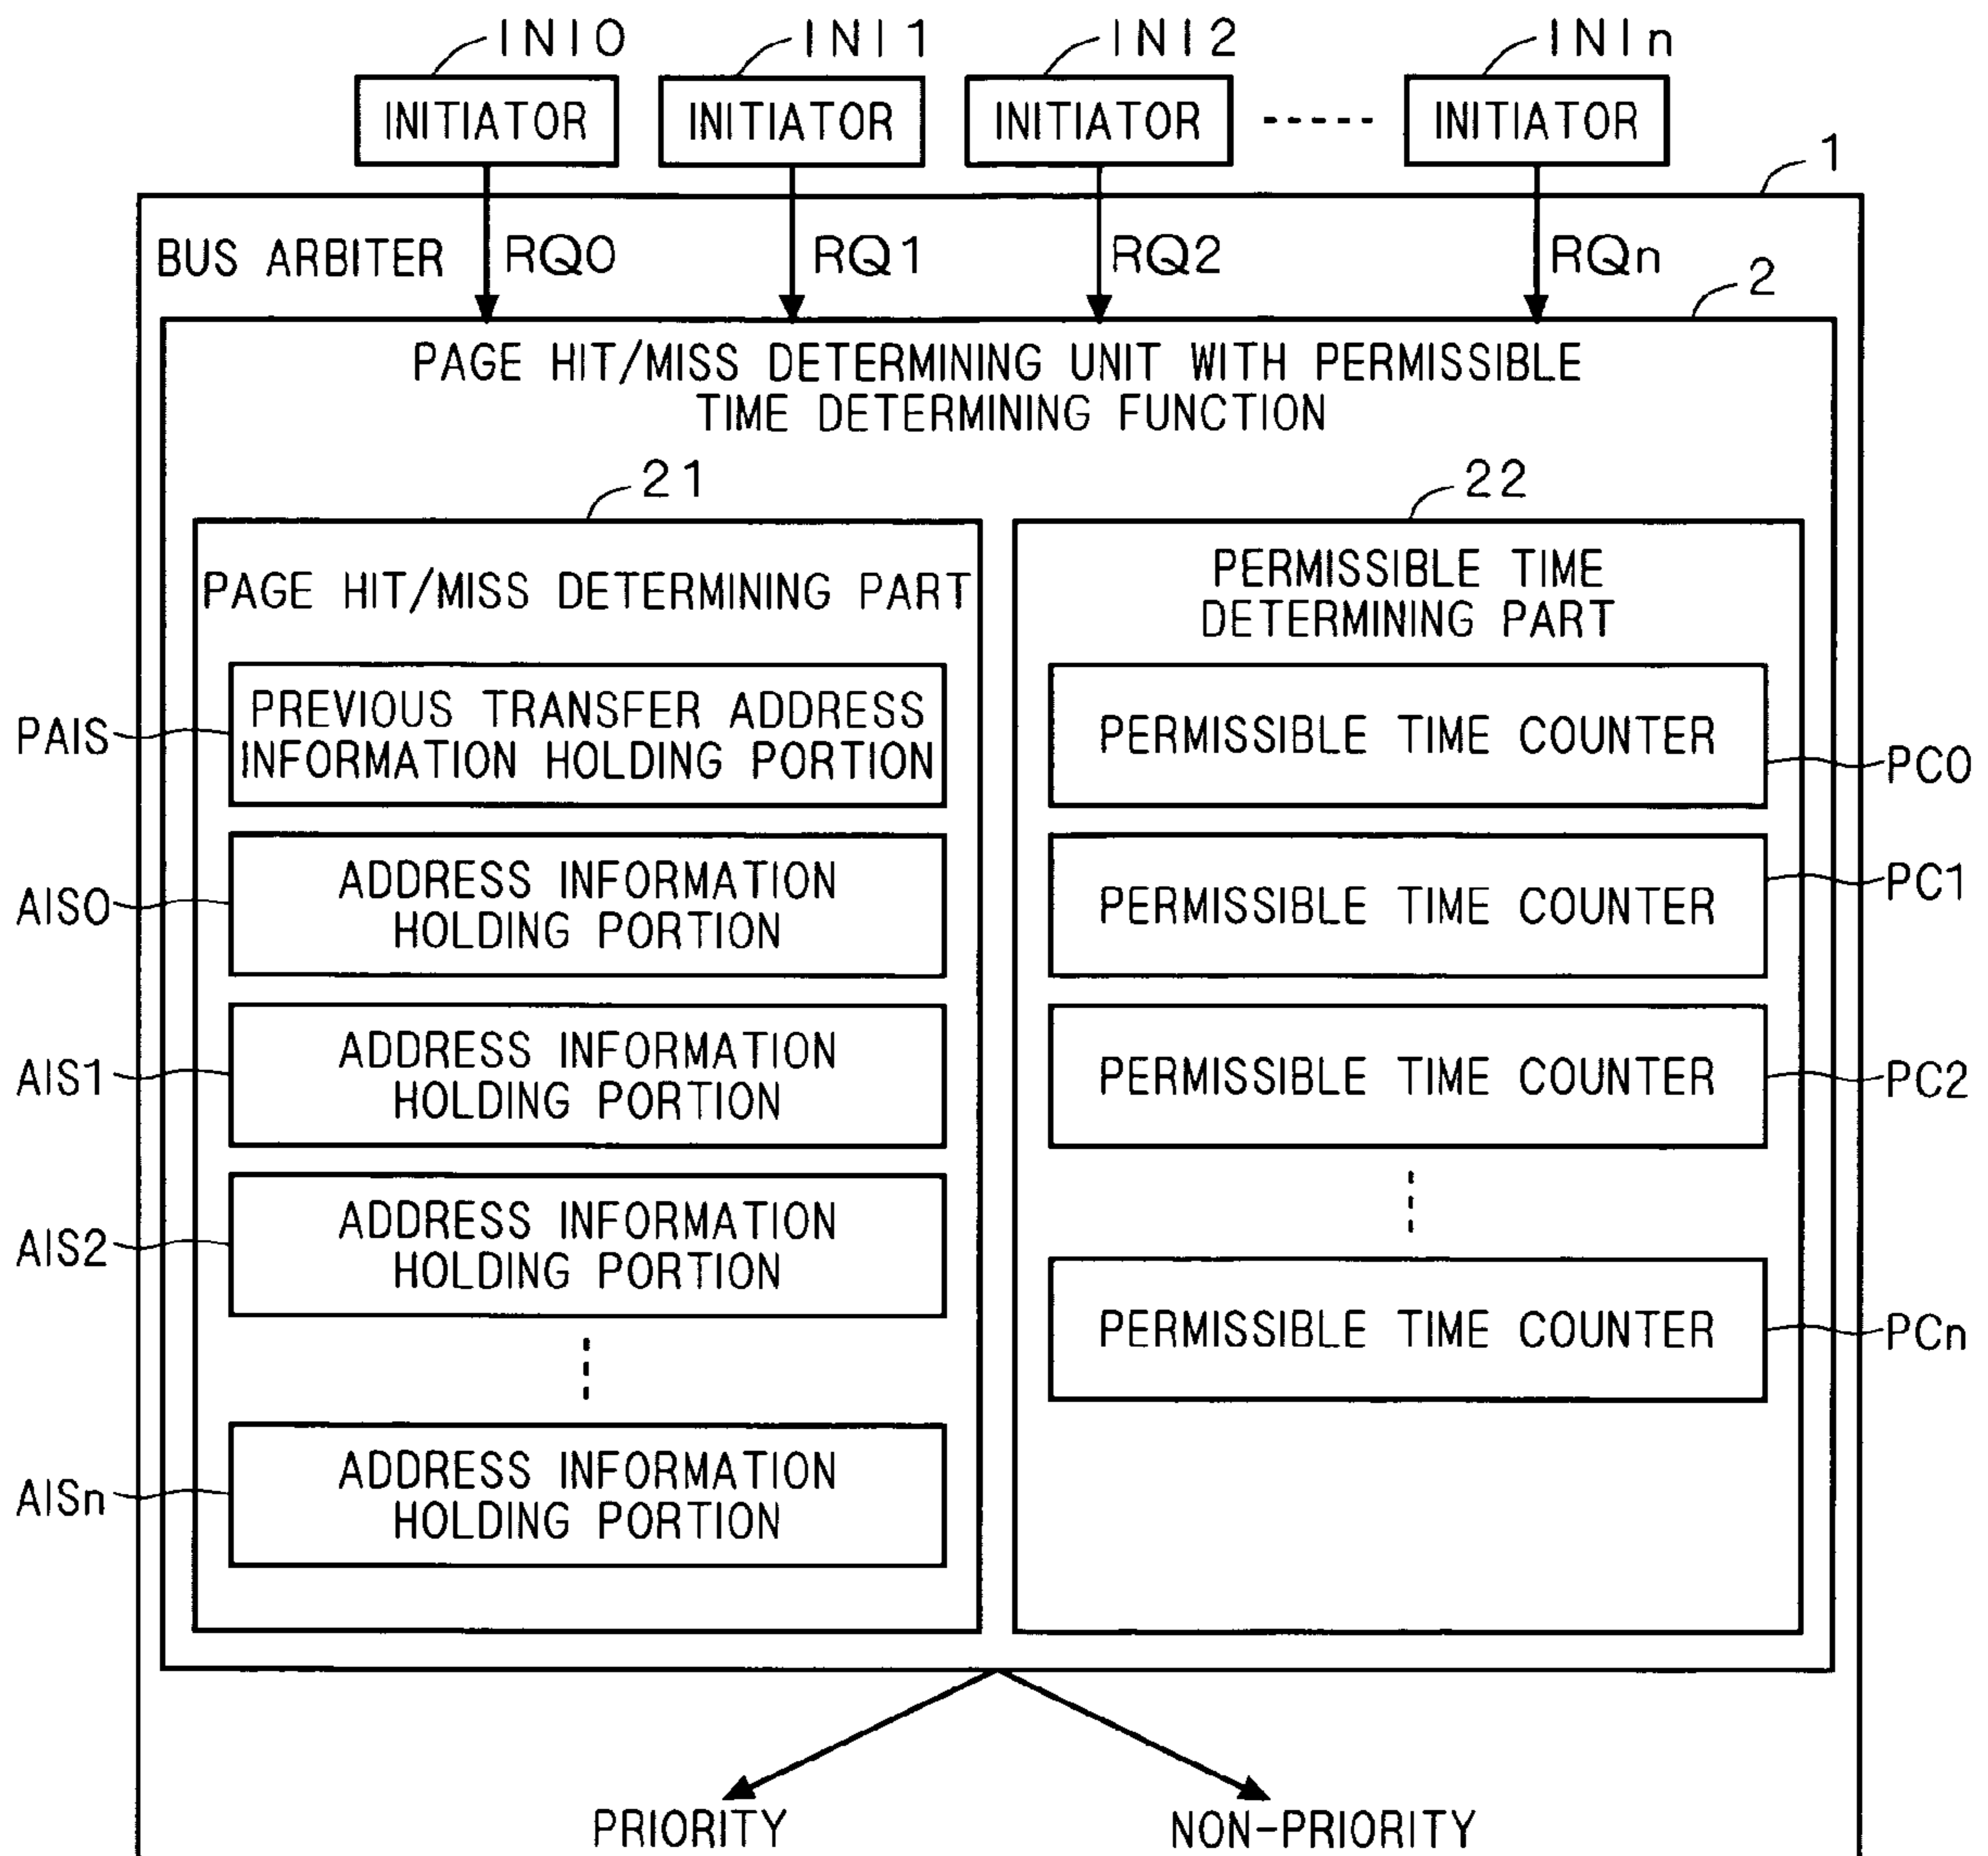 INI0 INI1 INI2 INIn
INITIATOR INITIATOR INITIATOR ----- INITIATOR
1
BUS ARBITER RQ0 RQ1 RQ2 RQn
2
PAGE HIT/MISS DETERMINING UNIT WITH PERMISSIBLE
TIME DETERMINING FUNCTION
21
PAGE HIT/MISS DETERMINING PART
PAIS
PREVIOUS TRANSFER ADDRESS
INFORMATION HOLDING PORTION
AIS0
ADDRESS INFORMATION
HOLDING PORTION
AIS1
ADDRESS INFORMATION
HOLDING PORTION
AIS2
ADDRESS INFORMATION
HOLDING PORTION
AISn
ADDRESS INFORMATION
HOLDING PORTION
22
PERMISSIBLE TIME
DETERMINING PART
PERMISSIBLE TIME COUNTER
PC0
PERMISSIBLE TIME COUNTER
PC1
PERMISSIBLE TIME COUNTER
PC2
PERMISSIBLE TIME COUNTER
PCn
PRIORITY NON-PRIORITY